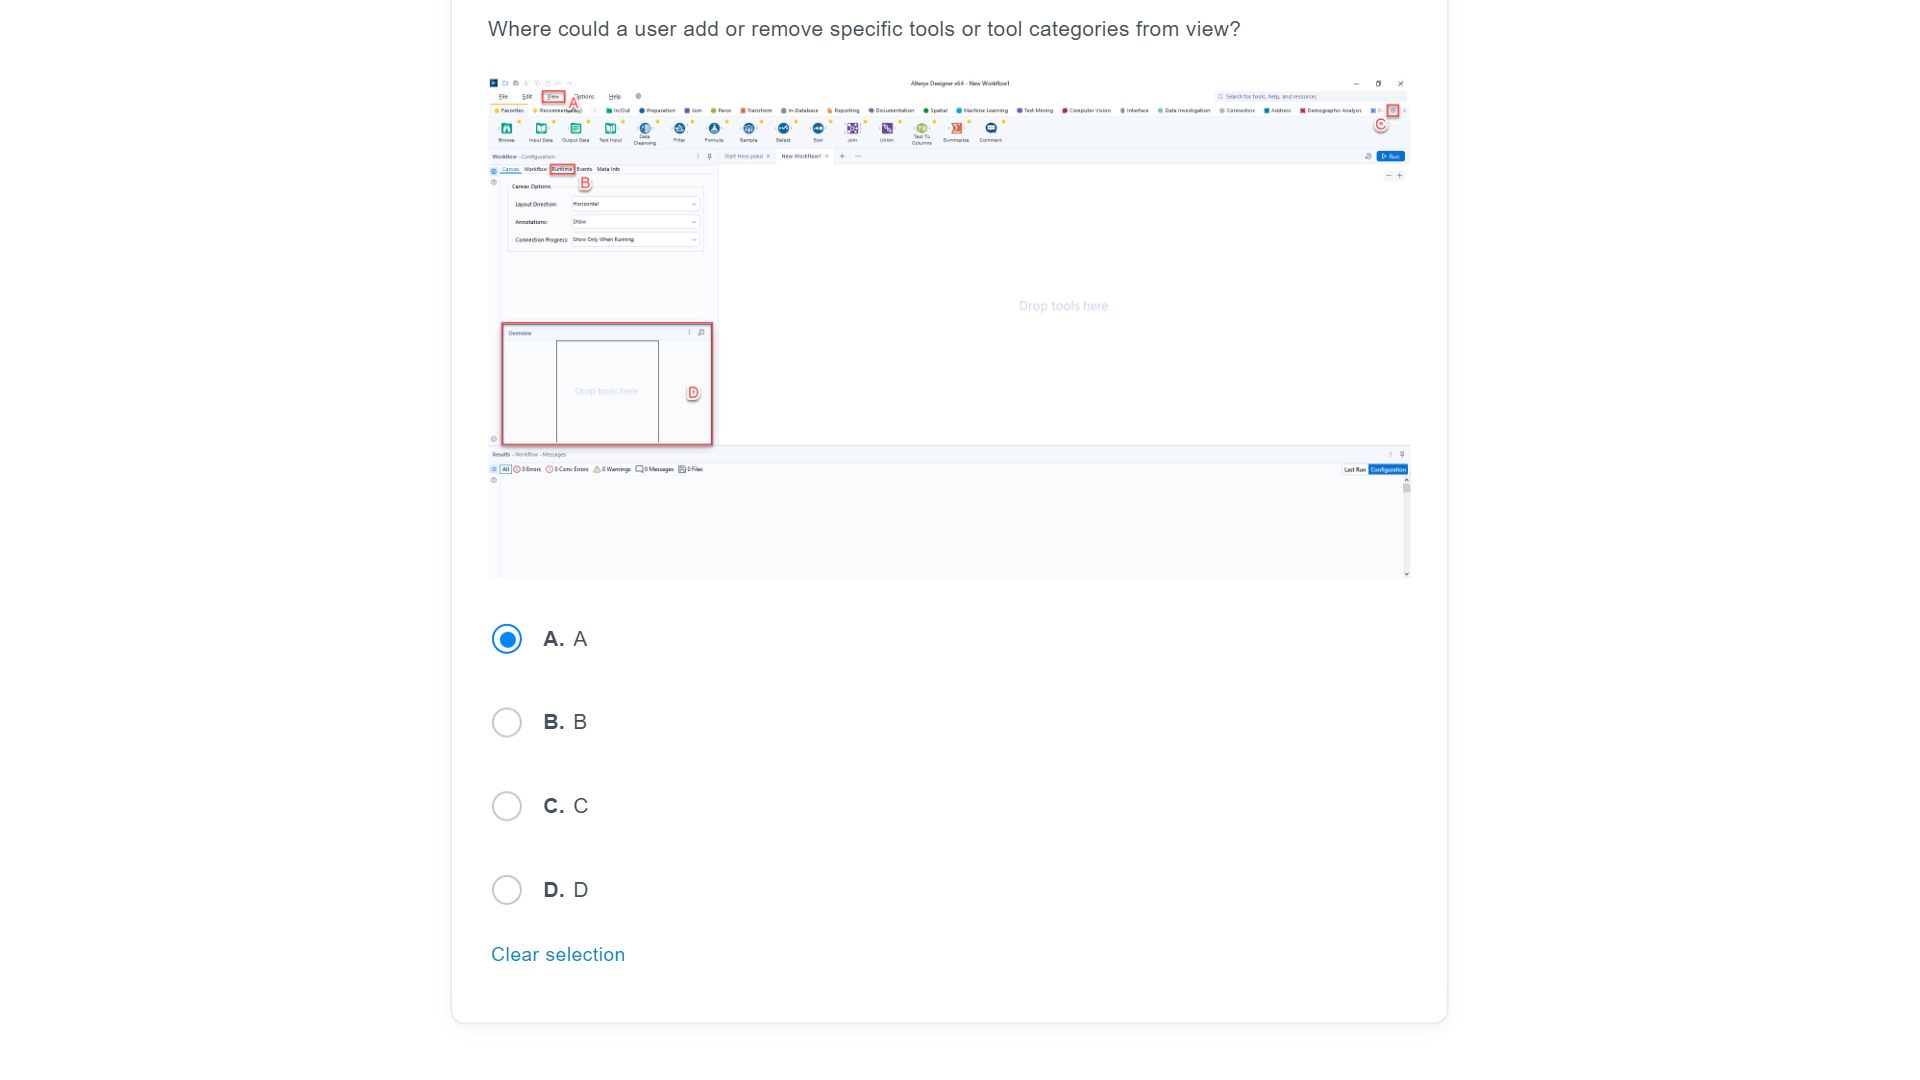 Where could a user add or remove specific tools or tool categories from view?
Alteryx Designer x64 - New Workflow1
File Edit View Options Help
A
Search for tools, help, and resources
Favorites Recommended In/Out Preparation Join Parse Transform In-Database Reporting Documentation Spatial Machine Learning Text Mining Computer Vision Interface Data Investigation Connectors Address Demographic Analysis
C
Browse Input Data Output Data Text Input Data Cleansing Filter Formula Sample Select Sort Join Union Text To Columns Summarize Comment
Workflow - Configuration
Start Here.yxmd New Workflow1
Run
Canvas Workflow Runtime Events Meta Info
B
Canvas Options
Layout Direction: Horizontal
Annotations: Show
Connection Progress: Show Only When Running
Drop tools here
Overview
Drop tools here
D
Results - Workflow - Messages
All 0 Errors 0 Conv Errors 0 Warnings 0 Messages 0 Files
Last Run Configuration
A. A
B. B
C. C
D. D
Clear selection